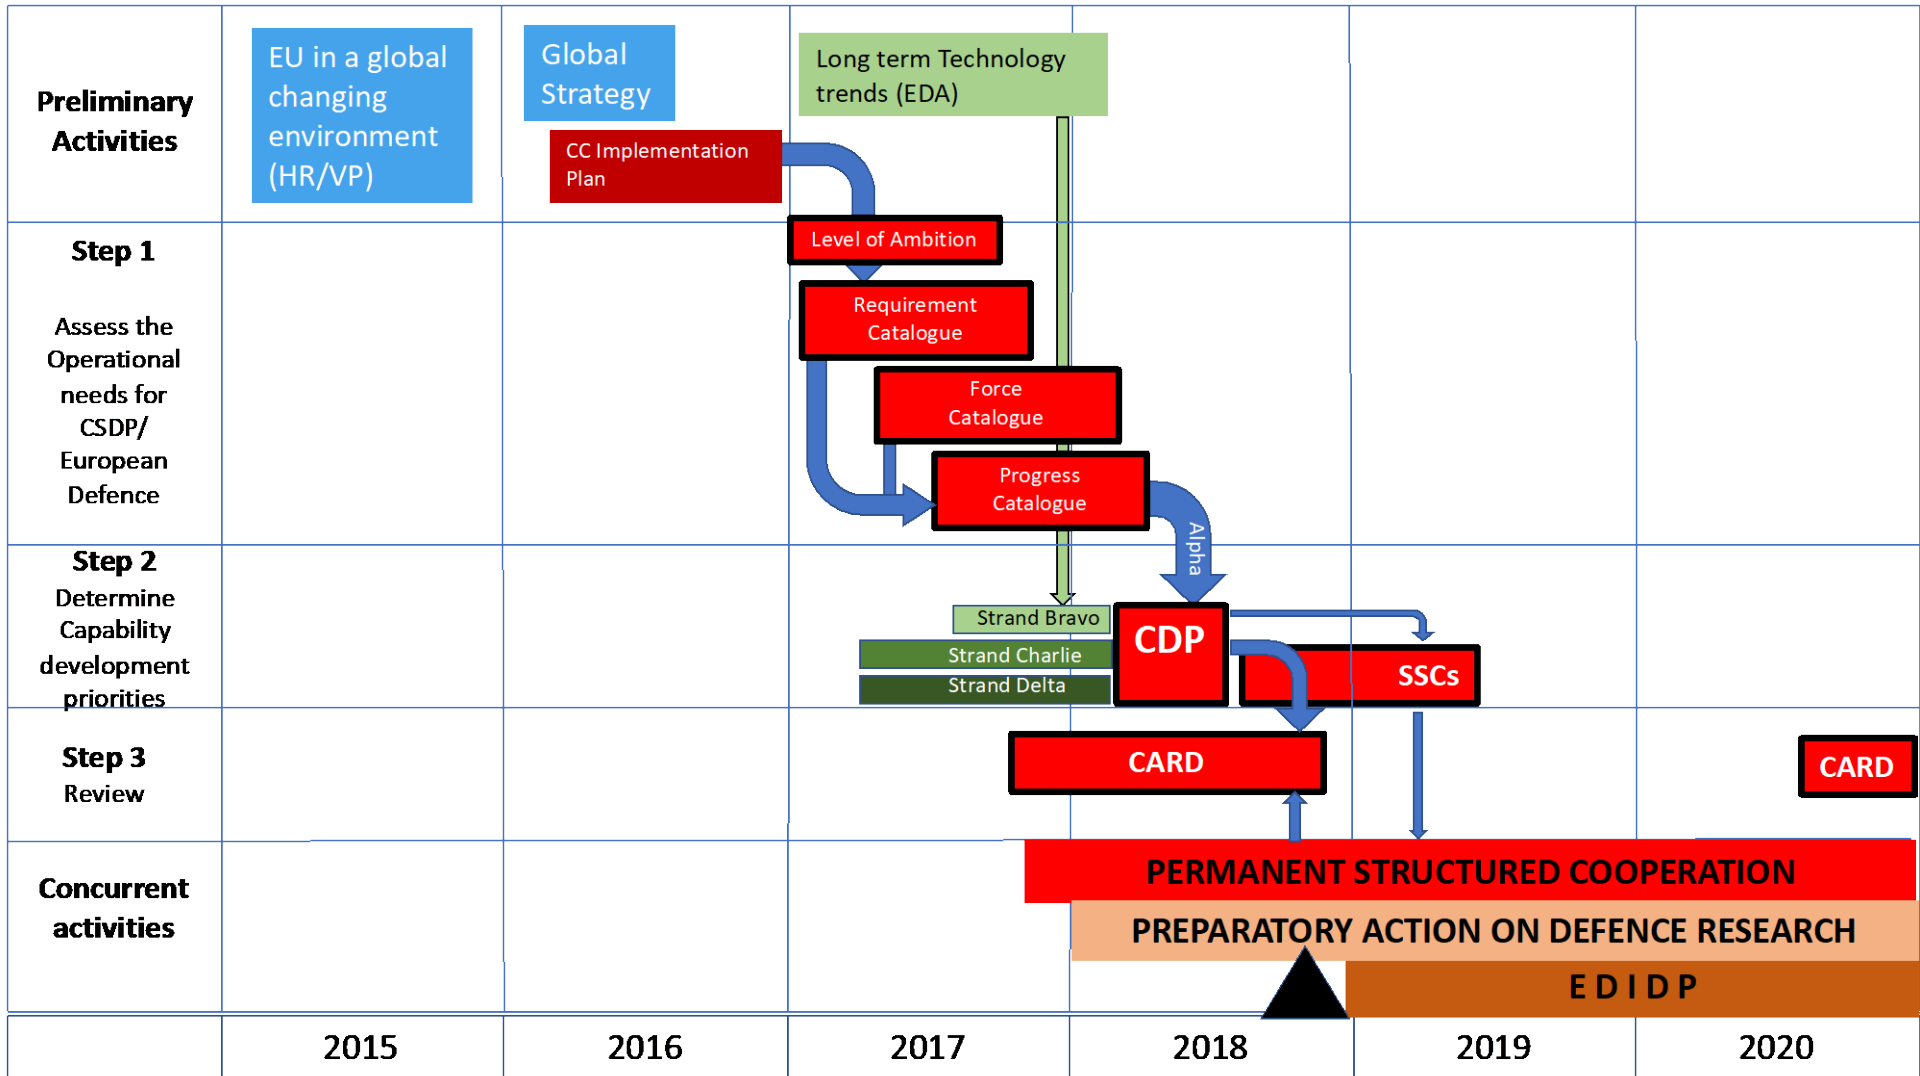 Preliminary
Activities
EU in a global
changing
environment
(HR/VP)
Global
Strategy
CC Implementation
Plan
Long term Technology
trends (EDA)
Step 1
Assess the
Operational
needs for
CSDP/
European
Defence
Level of Ambition
Requirement
Catalogue
Force
Catalogue
Progress
Catalogue
Alpha
Step 2
Determine
Capability
development
priorities
Strand Bravo
Strand Charlie
Strand Delta
CDP
SSCs
Step 3
Review
CARD
CARD
Concurrent
activities
PERMANENT STRUCTURED COOPERATION
PREPARATORY ACTION ON DEFENCE RESEARCH
E D I D P
2015
2016
2017
2018
2019
2020